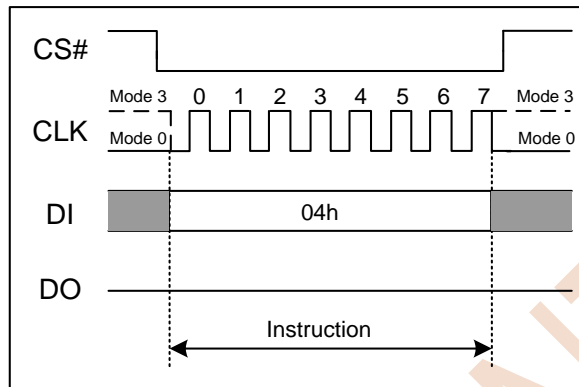 CS#
Mode 3 0 1 2 3 4 5 6 7 Mode 3
CLK
Mode 0 Mode 0
DI 04h
DO
Instruction